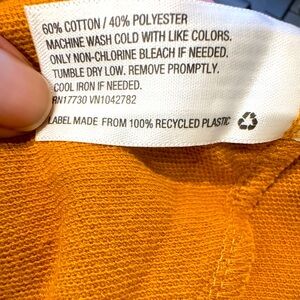 60% COTTON / 40% POLYESTER
MACHINE WASH COLD WITH LIKE COLORS.
ONLY NON-CHLORINE BLEACH IF NEEDED.
TUMBLE DRY LOW. REMOVE PROMPTLY.
COOL IRON IF NEEDED.
RN17730 VN1042782
LABEL MADE FROM 100% RECYCLED PLASTIC